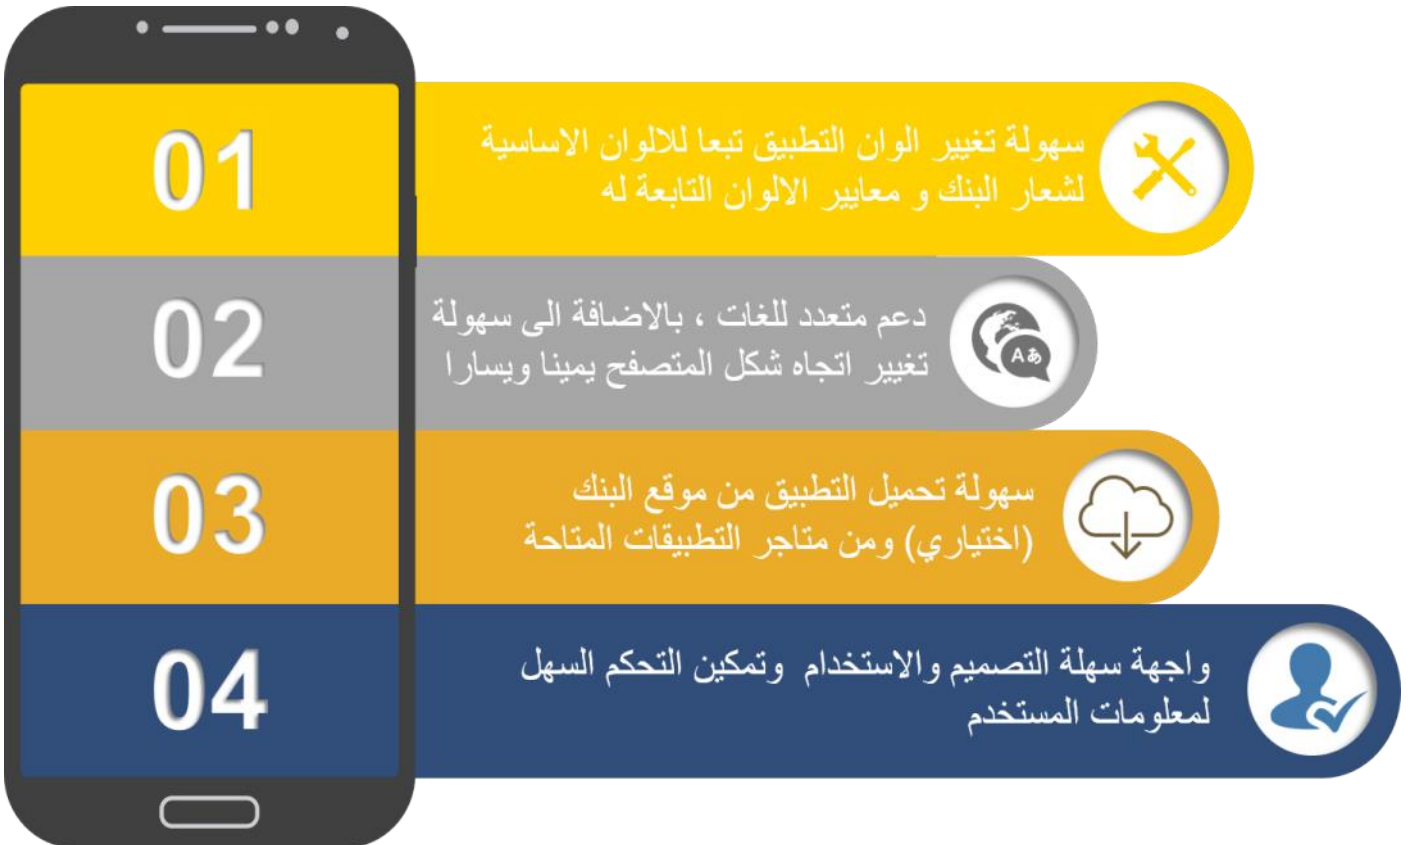 01
سهولة تغيير الوان التطبيق تبعا للالوان الاساسية
لشعار البنك و معايير الالوان التابعة له
02
دعم متعدد للغات ، بالاضافة الى سهولة
تغيير اتجاه شكل المتصفح يمينا ويسارا
Aあ
03
سهولة تحميل التطبيق من موقع البنك
(اختياري) ومن متاجر التطبيقات المتاحة
04
واجهة سهلة التصميم والاستخدام وتمكين التحكم السهل
لمعلومات المستخدم